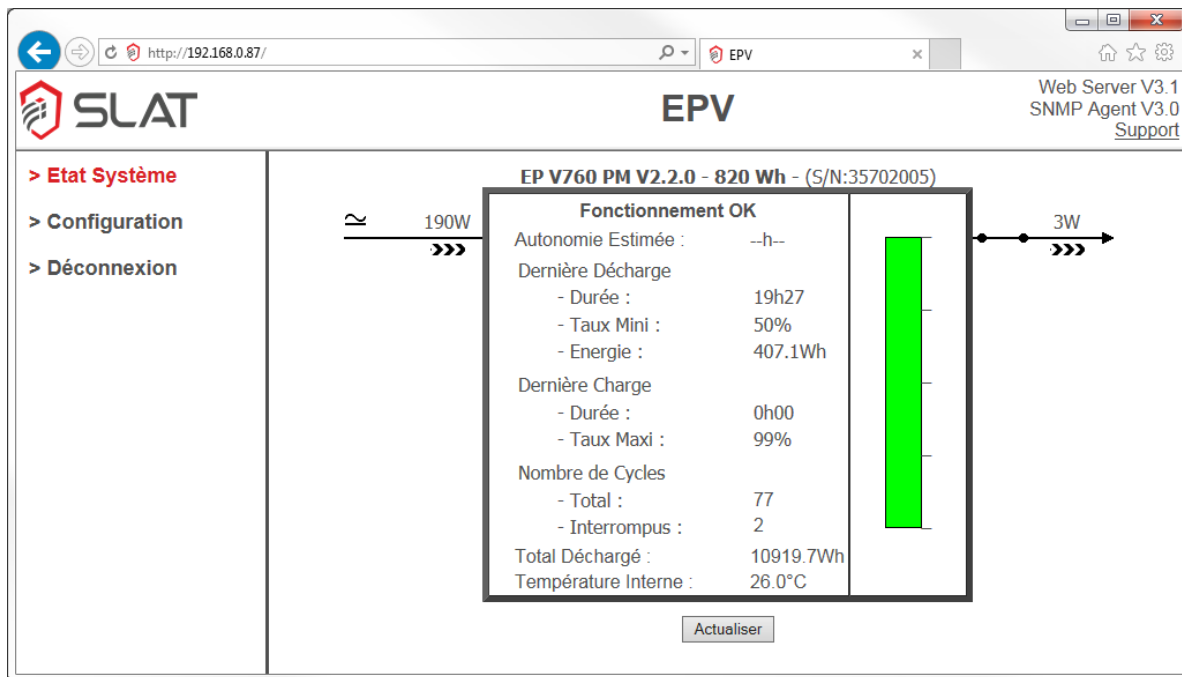 http://192.168.0.87/
EPV
SLAT
EPV
Web Server V3.1
SNMP Agent V3.0
Support
> Etat Système
> Configuration
> Déconnexion
EP V760 PM V2.2.0 - 820 Wh - (S/N:35702005)
190W
3W
Fonctionnement OK
Autonomie Estimée : --h--
Dernière Décharge
- Durée : 19h27
- Taux Mini : 50%
- Energie : 407.1Wh
Dernière Charge
- Durée : 0h00
- Taux Maxi : 99%
Nombre de Cycles
- Total : 77
- Interrompus : 2
Total Déchargé : 10919.7Wh
Température Interne : 26.0°C
Actualiser